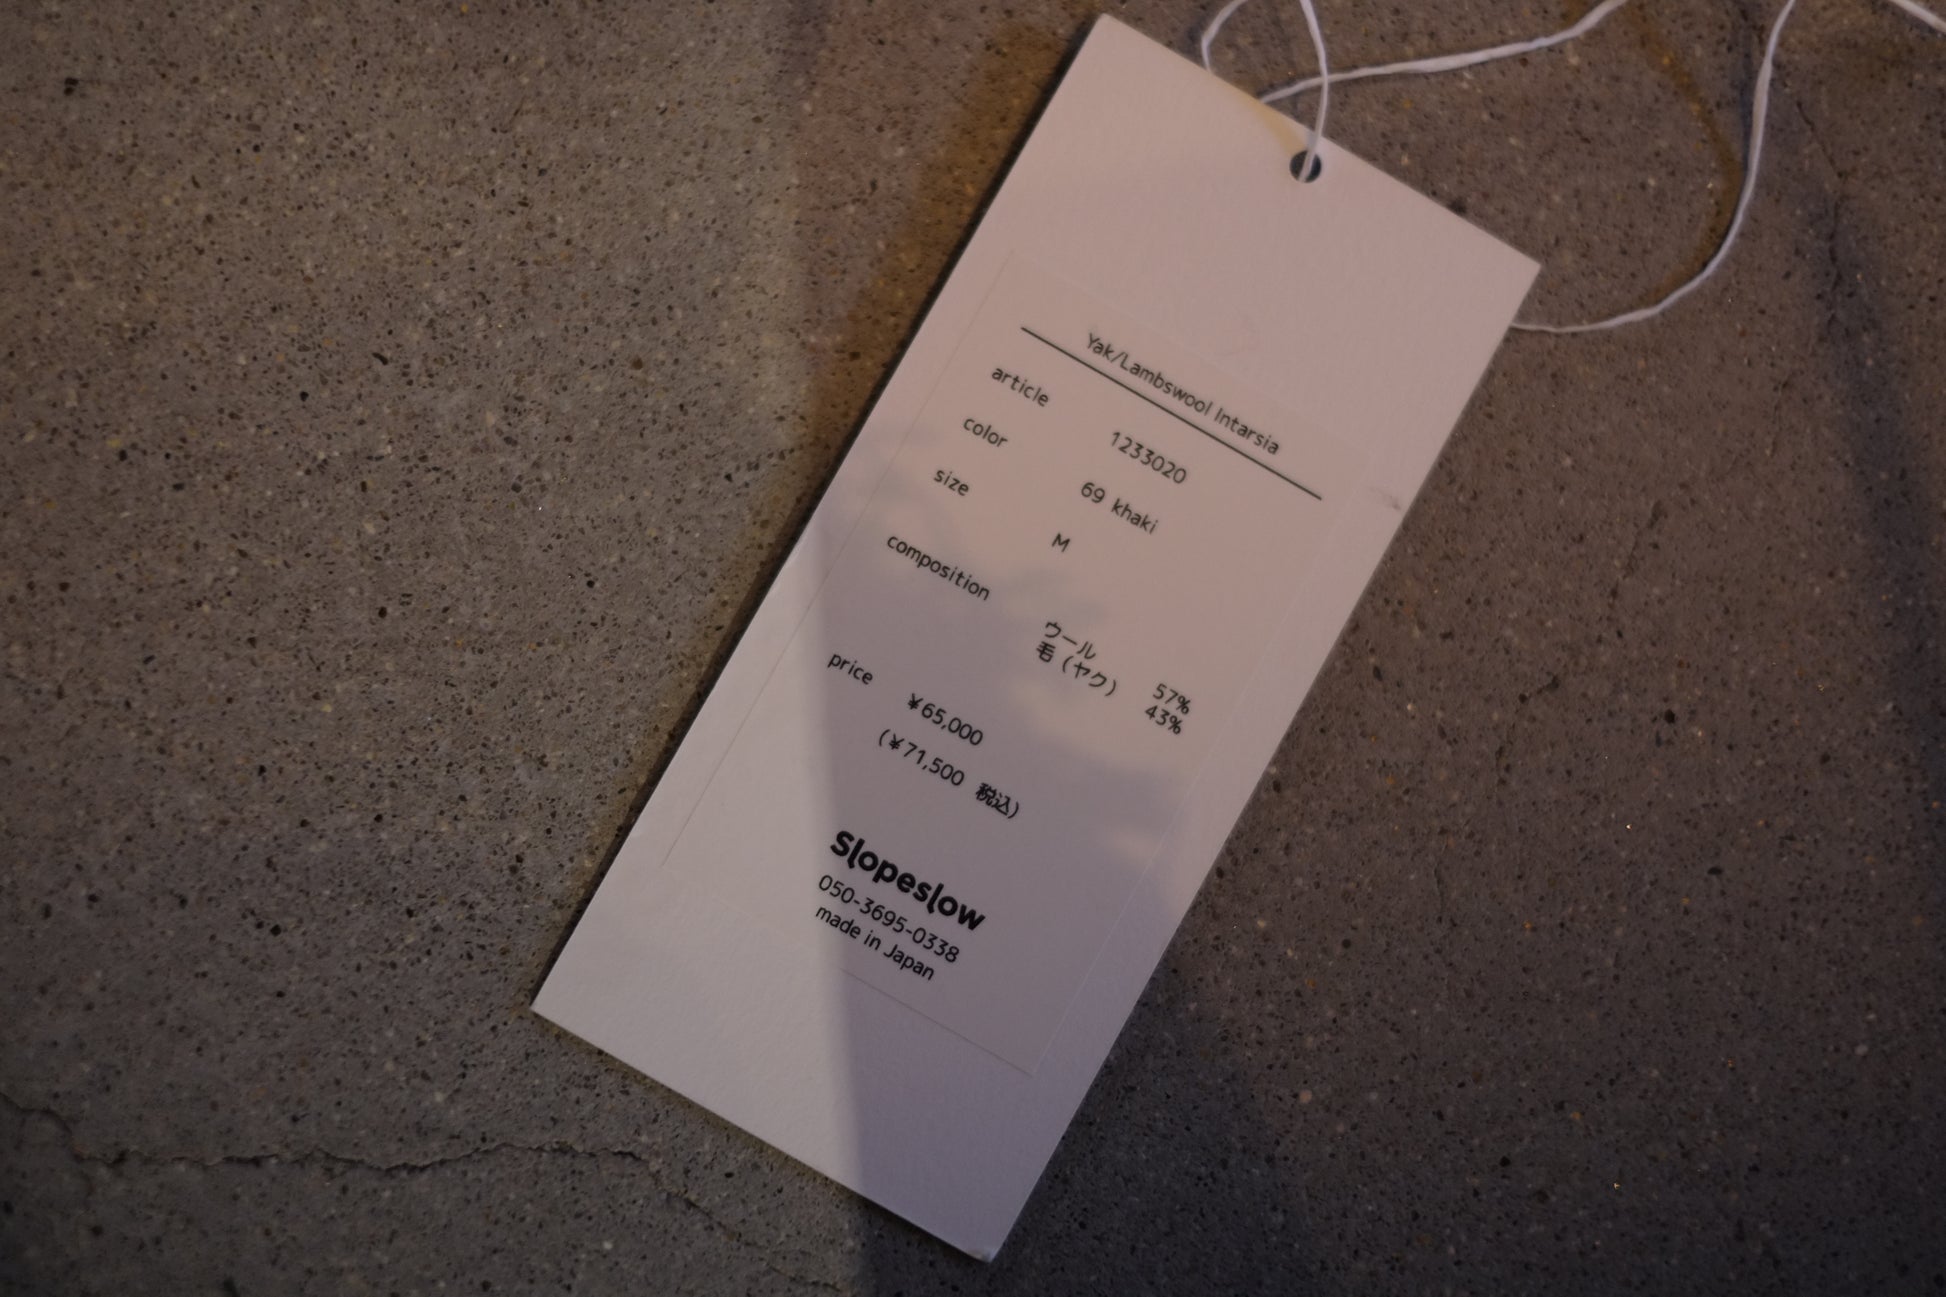 Yak/Lambswool Intarsia
article 1233020
color 69 khaki
size M
composition
ウール 57%
毛（ヤク） 43%
price ¥65,000
(¥71,500 税込)
Slopeslow
050-3695-0338
made in Japan